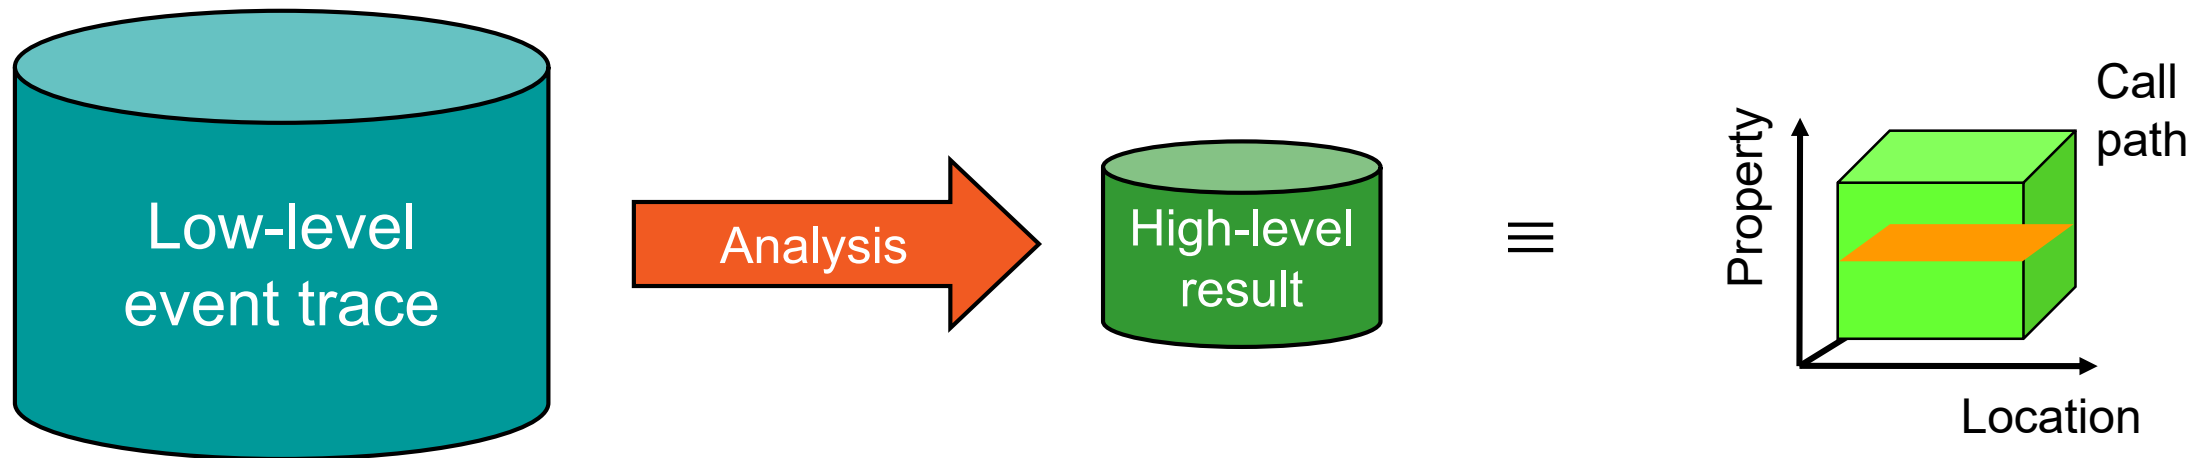 Low-level
event trace
Analysis
High-level
result
≡
Property
Call
path
Location